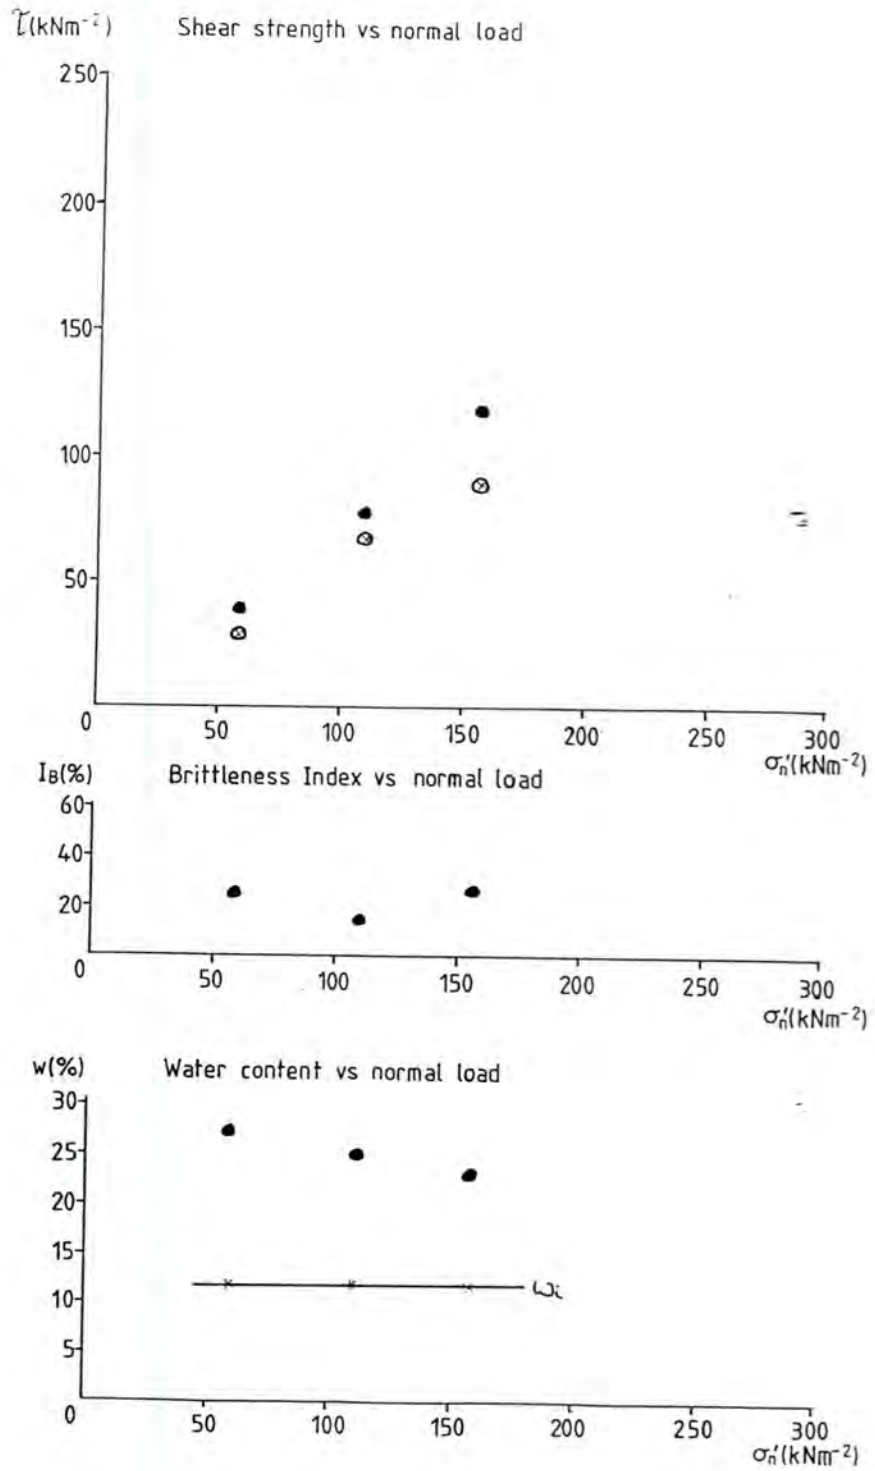 τ(kNm⁻²) Shear strength vs normal load
250
200
150
100
50
0 50 100 150 200 250 300
σₙ'(kNm⁻²)
I_B(%) Brittleness Index vs normal load
60
40
20
0 50 100 150 200 250 300
σₙ'(kNm⁻²)
w(%) Water content vs normal load
30
25
20
15
10
ωi
5
0 50 100 150 200 250 300
σₙ'(kNm⁻²)